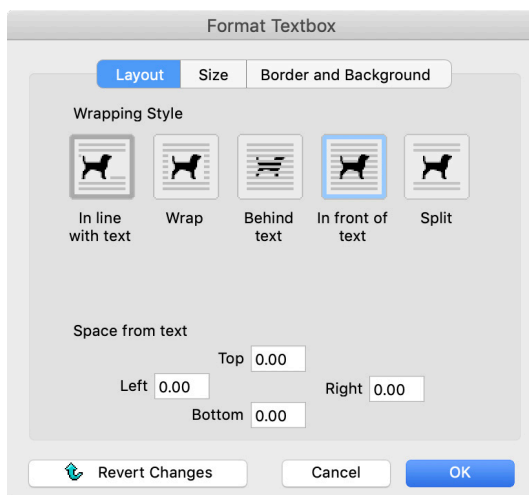 Format Textbox
Layout Size Border and Background
Wrapping Style
In line Wrap Behind In front of Split
with text text text
Space from text
Top 0.00
Left 0.00 Right 0.00
Bottom 0.00
Revert Changes Cancel OK